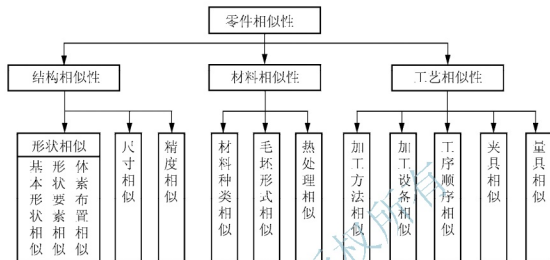 零件相似性
结构相似性
材料相似性
工艺相似性
形状相似
基本形状相似
形状要素相似
体素布置相似
尺寸相似
精度相似
材料种类相似
毛坯形式相似
热处理相似
加工方法相似
加工设备相似
工序顺序相似
夹具相似
量具相似
版权所有